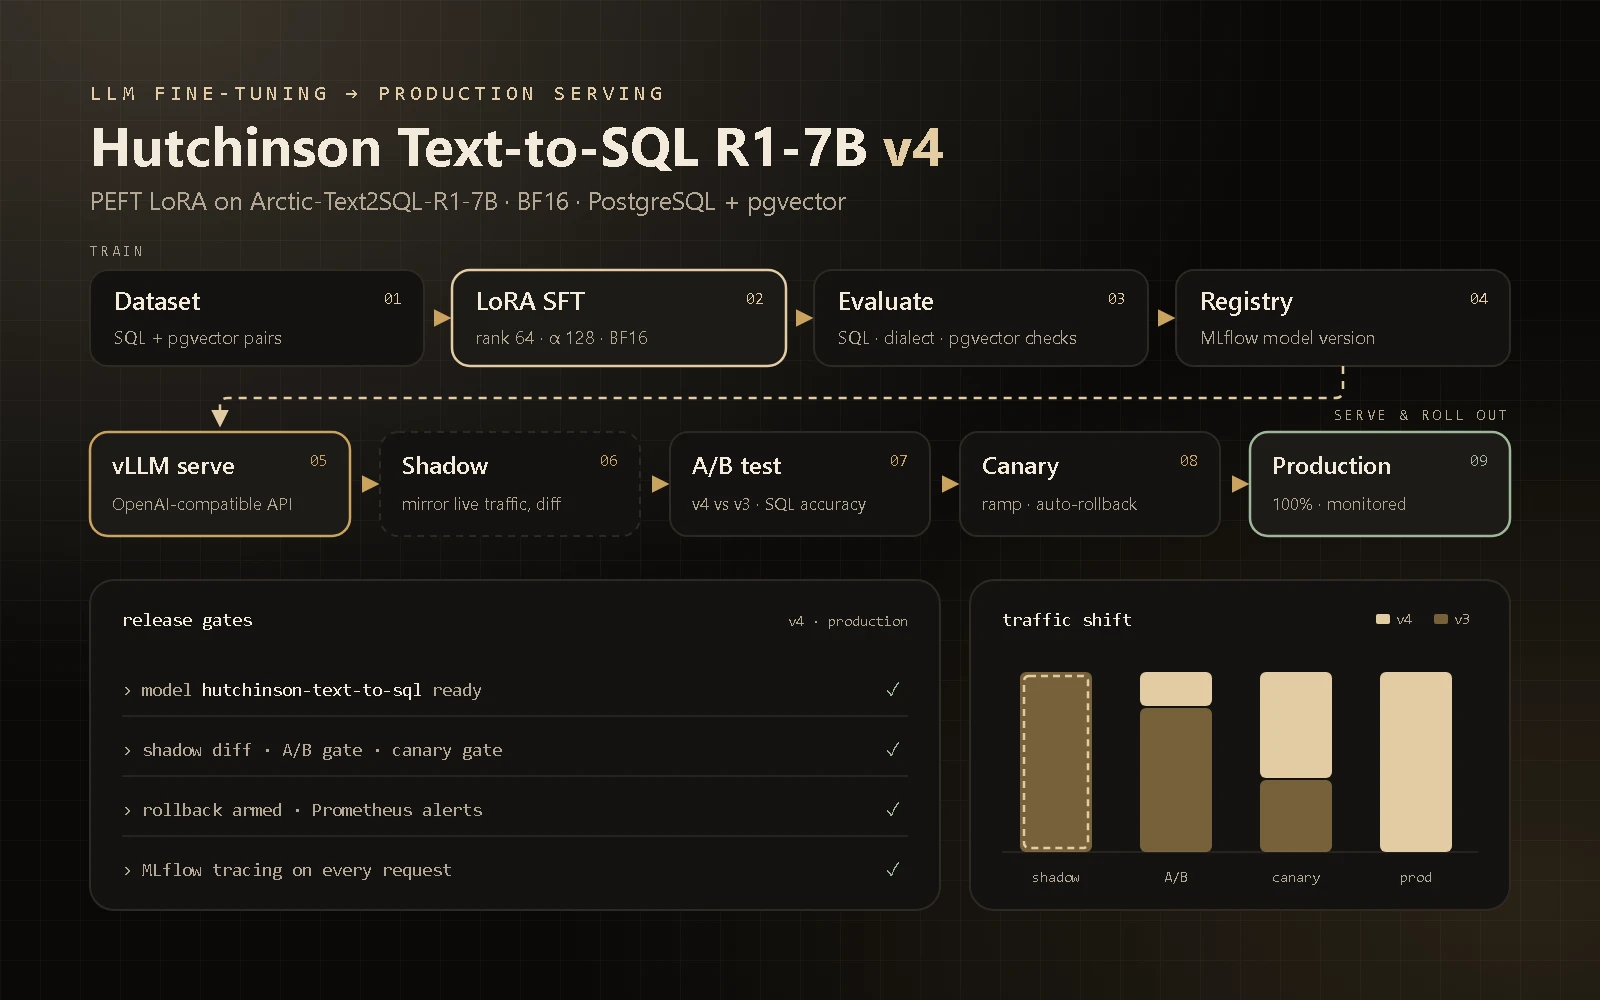 LLM FINE-TUNING → PRODUCTION SERVING
Hutchinson Text-to-SQL R1-7B v4
PEFT LoRA on Arctic-Text2SQL-R1-7B · BF16 · PostgreSQL + pgvector
TRAIN
Dataset 01
SQL + pgvector pairs
LoRA SFT 02
rank 64 · α 128 · BF16
Evaluate 03
SQL · dialect · pgvector checks
Registry 04
MLflow model version
SERVE & ROLL OUT
vLLM serve 05
OpenAI-compatible API
Shadow 06
mirror live traffic, diff
A/B test 07
v4 vs v3 · SQL accuracy
Canary 08
ramp · auto-rollback
Production 09
100% · monitored
release gates v4 · production
› model hutchinson-text-to-sql ready ✓
› shadow diff · A/B gate · canary gate ✓
› rollback armed · Prometheus alerts ✓
› MLflow tracing on every request ✓
traffic shift v4 v3
shadow A/B canary prod